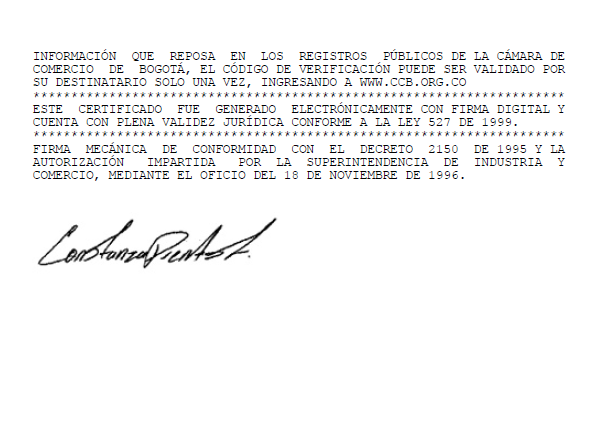 INFORMACIÓN QUE REPOSA EN LOS REGISTROS PÚBLICOS DE LA CÁMARA DE
COMERCIO DE BOGOTÁ, EL CÓDIGO DE VERIFICACIÓN PUEDE SER VALIDADO POR
SU DESTINATARIO SOLO UNA VEZ, INGRESANDO A WWW.CCB.ORG.CO
**********************************************************************
ESTE CERTIFICADO FUE GENERADO ELECTRÓNICAMENTE CON FIRMA DIGITAL Y
CUENTA CON PLENA VALIDEZ JURÍDICA CONFORME A LA LEY 527 DE 1999.
**********************************************************************
FIRMA MECÁNICA DE CONFORMIDAD CON EL DECRETO 2150 DE 1995 Y LA
AUTORIZACIÓN IMPARTIDA POR LA SUPERINTENDENCIA DE INDUSTRIA Y
COMERCIO, MEDIANTE EL OFICIO DEL 18 DE NOVIEMBRE DE 1996.
Constanza